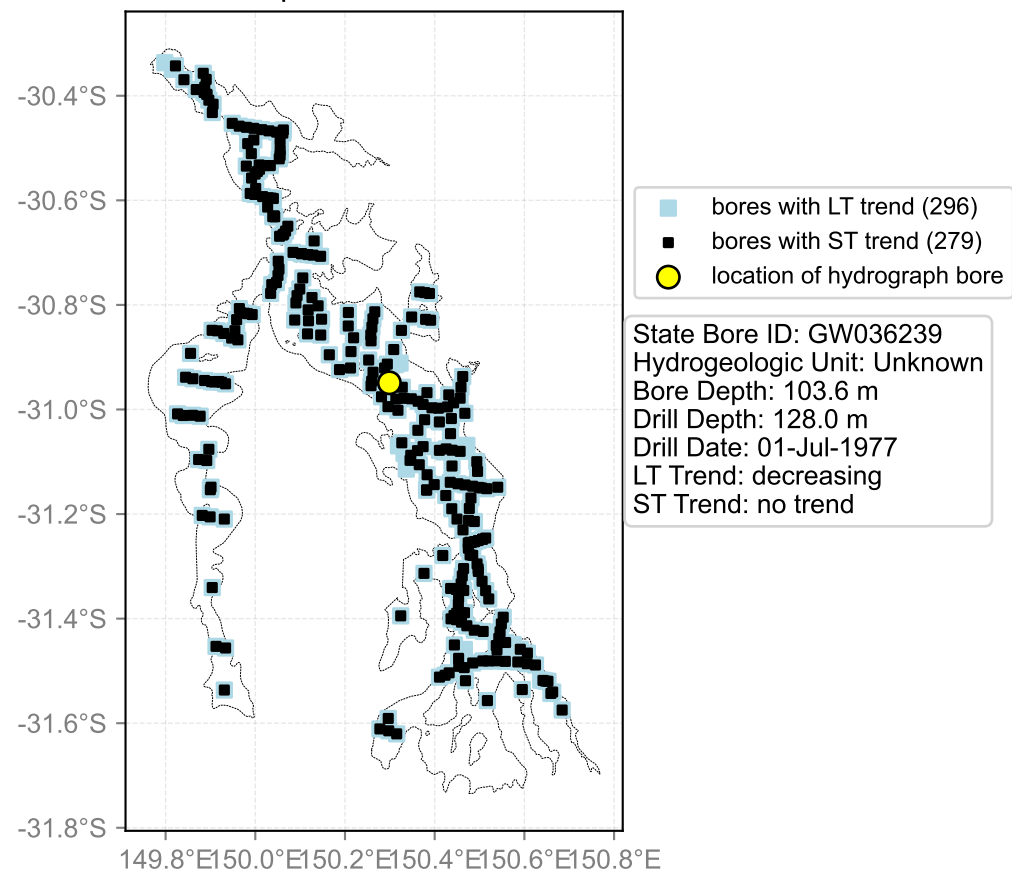 -30.4°S
-30.6°S
-30.8°S
-31.0°S
-31.2°S
-31.4°S
-31.6°S
-31.8°S
149.8°E150.0°E150.2°E150.4°E150.6°E150.8°E
bores with LT trend (296)
bores with ST trend (279)
location of hydrograph bore
State Bore ID: GW036239
Hydrogeologic Unit: Unknown
Bore Depth: 103.6 m
Drill Depth: 128.0 m
Drill Date: 01-Jul-1977
LT Trend: decreasing
ST Trend: no trend